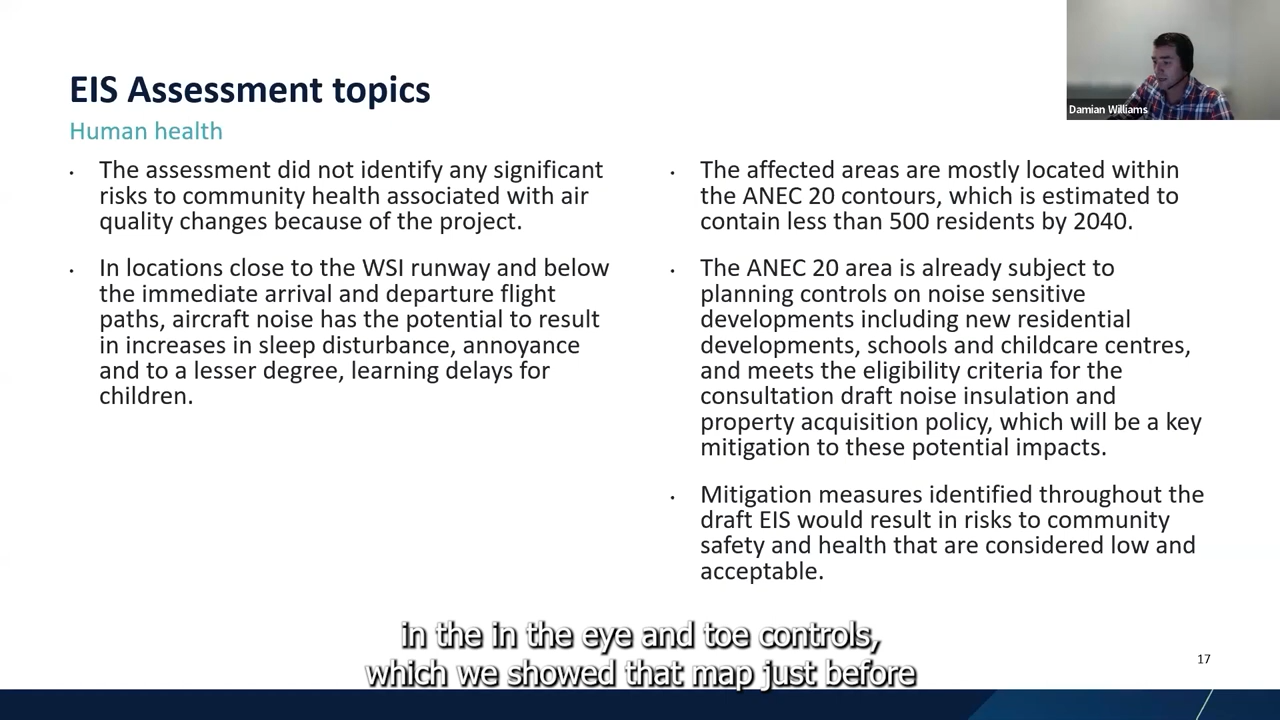 EIS Assessment topics
Human health
• The assessment did not identify any significant
risks to community health associated with air
quality changes because of the project.
• In locations close to the WSI runway and below
the immediate arrival and departure flight
paths, aircraft noise has the potential to result
in increases in sleep disturbance, annoyance
and to a lesser degree, learning delays for
children.
• The affected areas are mostly located within
the ANEC 20 contours, which is estimated to
contain less than 500 residents by 2040.
• The ANEC 20 area is already subject to
planning controls on noise sensitive
developments including new residential
developments, schools and childcare centres,
and meets the eligibility criteria for the
consultation draft noise insulation and
property acquisition policy, which will be a key
mitigation to these potential impacts.
• Mitigation measures identified throughout the
draft EIS would result in risks to community
safety and health that are considered low and
acceptable.
Damian Williams
in the in the eye and toe controls,
which we showed that map just before
17